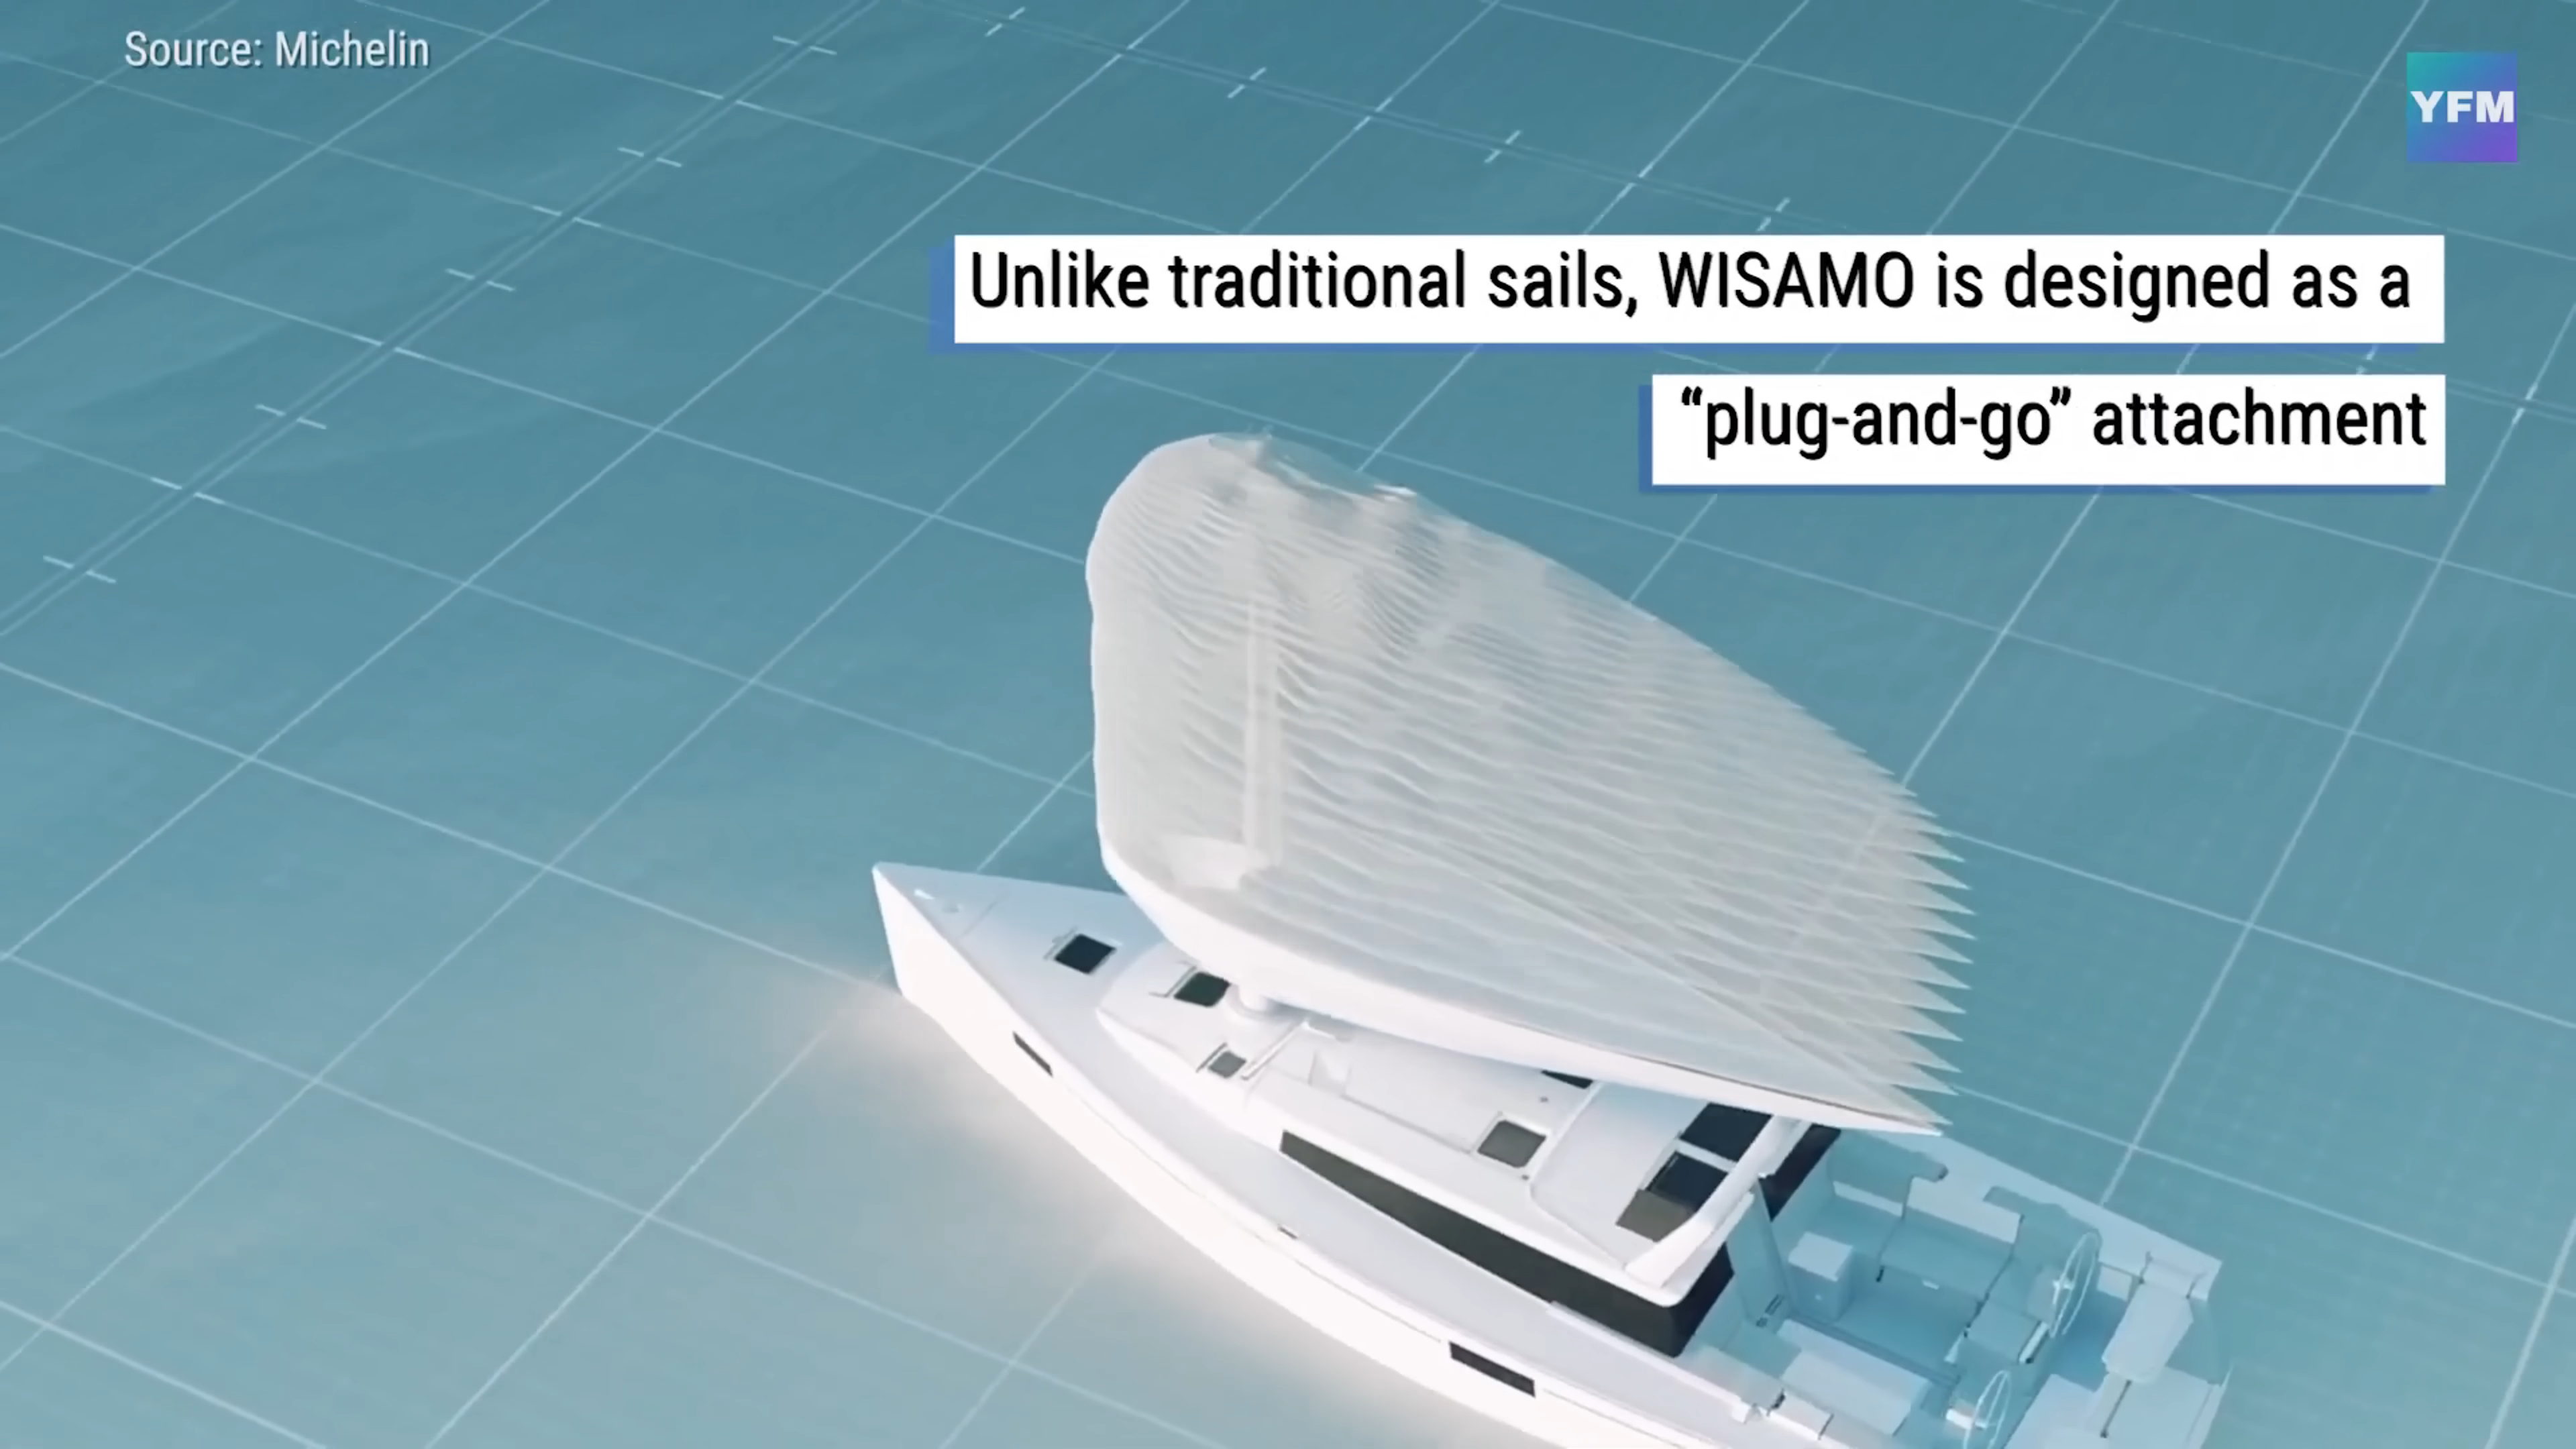 Source: Michelin
YFM
Unlike traditional sails, WISAMO is designed as a
“plug-and-go” attachment